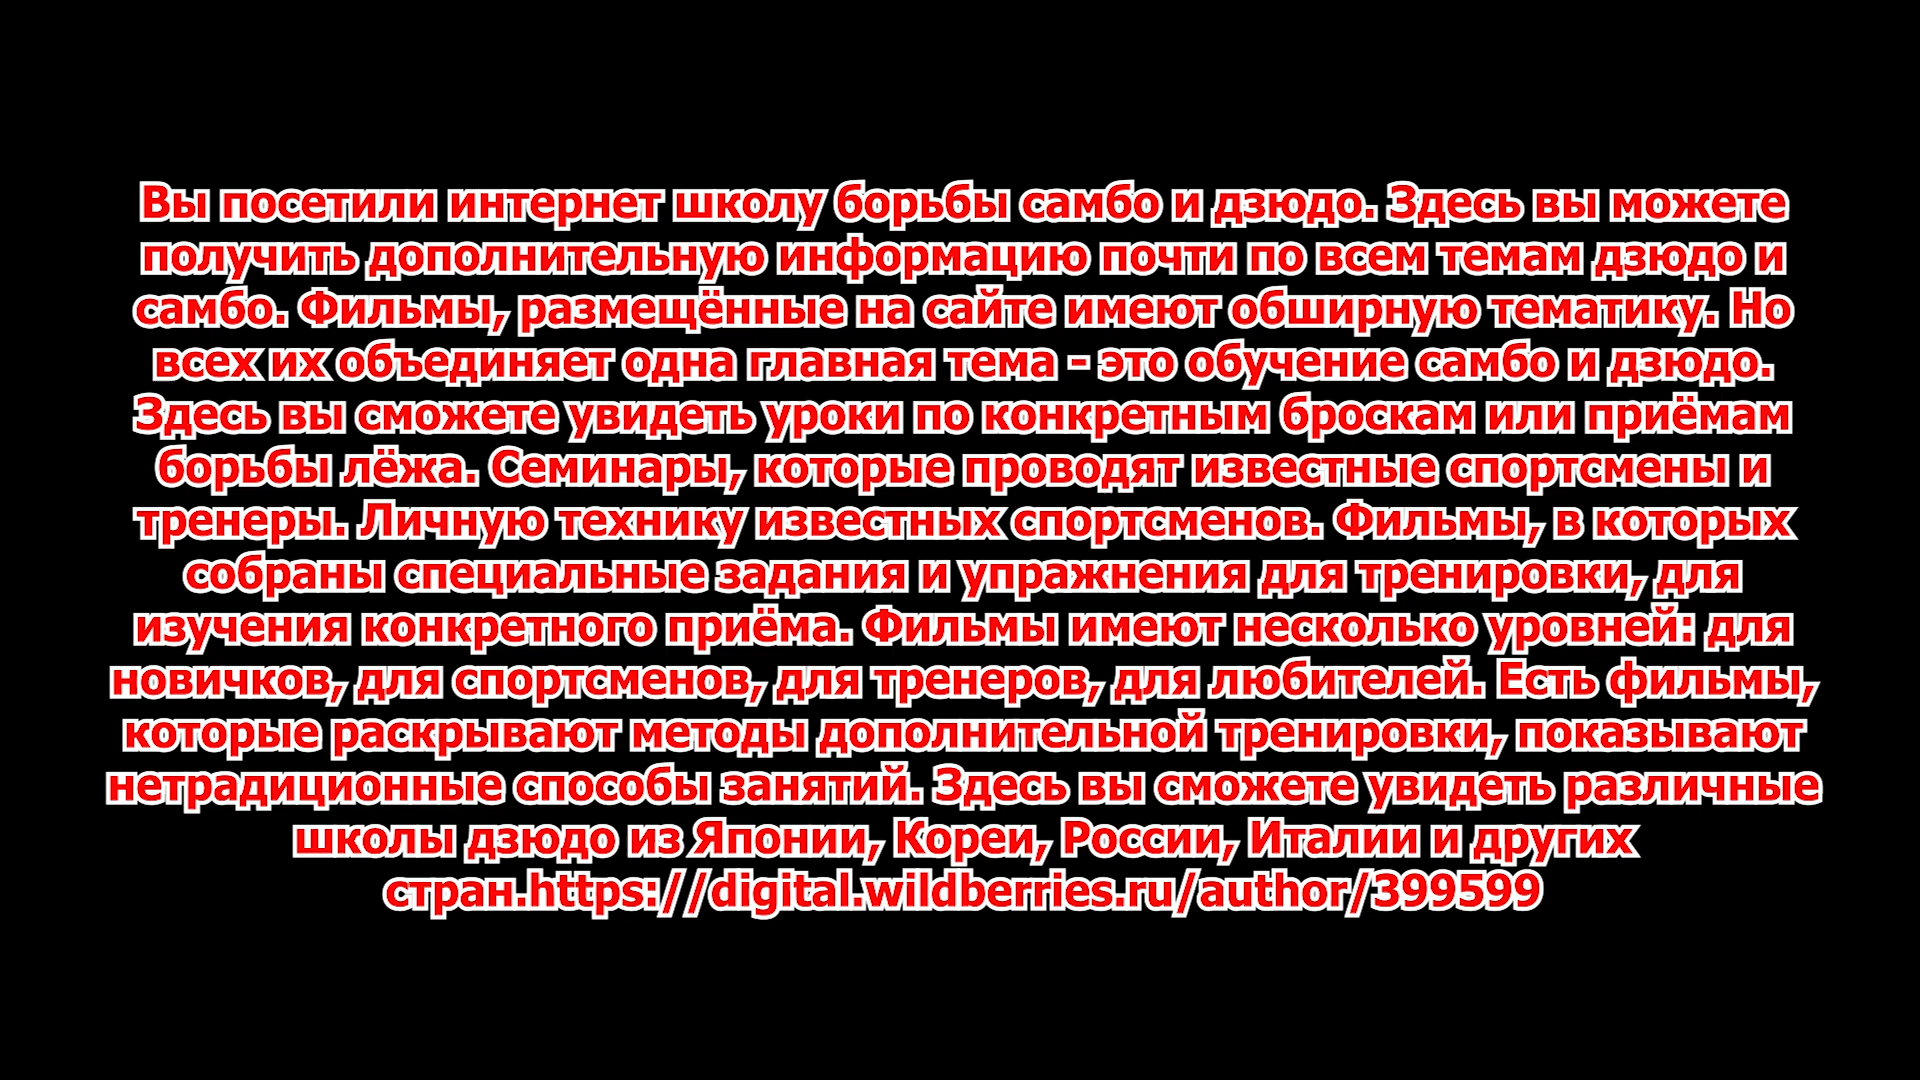 Вы посетили интернет школу борьбы самбо и дзюдо. Здесь вы можете
получить дополнительную информацию почти по всем темам дзюдо и
самбо. Фильмы, размещённые на сайте имеют обширную тематику. Но
всех их объединяет одна главная тема - это обучение самбо и дзюдо.
Здесь вы сможете увидеть уроки по конкретным броскам или приёмам
борьбы лёжа. Семинары, которые проводят известные спортсмены и
тренеры. Личную технику известных спортсменов. Фильмы, в которых
собраны специальные задания и упражнения для тренировки, для
изучения конкретного приёма. Фильмы имеют несколько уровней: для
новичков, для спортсменов, для тренеров, для любителей. Есть фильмы,
которые раскрывают методы дополнительной тренировки, показывают
нетрадиционные способы занятий. Здесь вы сможете увидеть различные
школы дзюдо из Японии, Кореи, России, Италии и других
стран.https://digital.wildberries.ru/author/399599